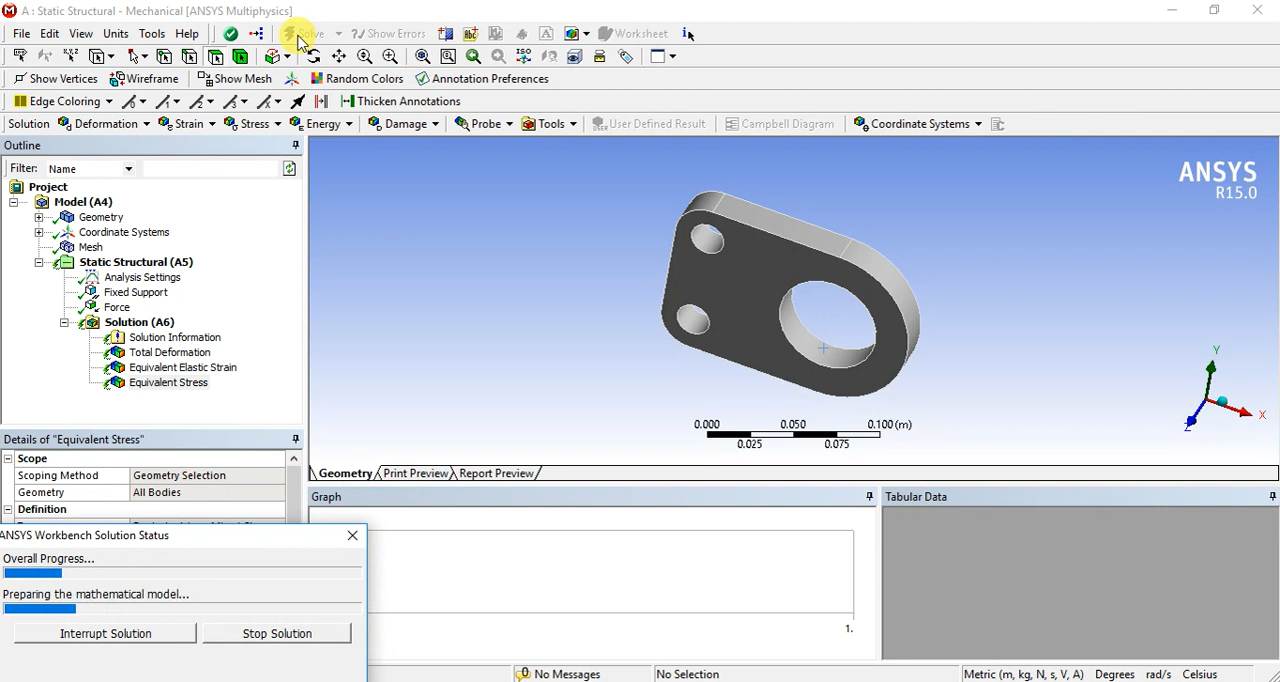 A : Static Structural - Mechanical [ANSYS Multiphysics]
File Edit View Units Tools Help Solve Show Errors Worksheet
ISO
Show Vertices Wireframe Show Mesh Random Colors Annotation Preferences
Edge Coloring Thicken Annotations
Solution Deformation Strain Stress Energy Damage Probe Tools User Defined Result Campbell Diagram Coordinate Systems
Outline
Filter: Name
Project
Model (A4)
Geometry
Coordinate Systems
Mesh
Static Structural (A5)
Analysis Settings
Fixed Support
Force
Solution (A6)
Solution Information
Total Deformation
Equivalent Elastic Strain
Equivalent Stress
ANSYS
R15.0
Y
X
Z
0.000 0.050 0.100 (m)
0.025 0.075
Details of "Equivalent Stress"
Scope
Scoping Method Geometry Selection
Geometry All Bodies
Definition
Geometry Print Preview Report Preview
Graph
Tabular Data
1.
ANSYS Workbench Solution Status
Overall Progress...
Preparing the mathematical model...
Interrupt Solution Stop Solution
0 No Messages No Selection Metric (m, kg, N, s, V, A) Degrees rad/s Celsius